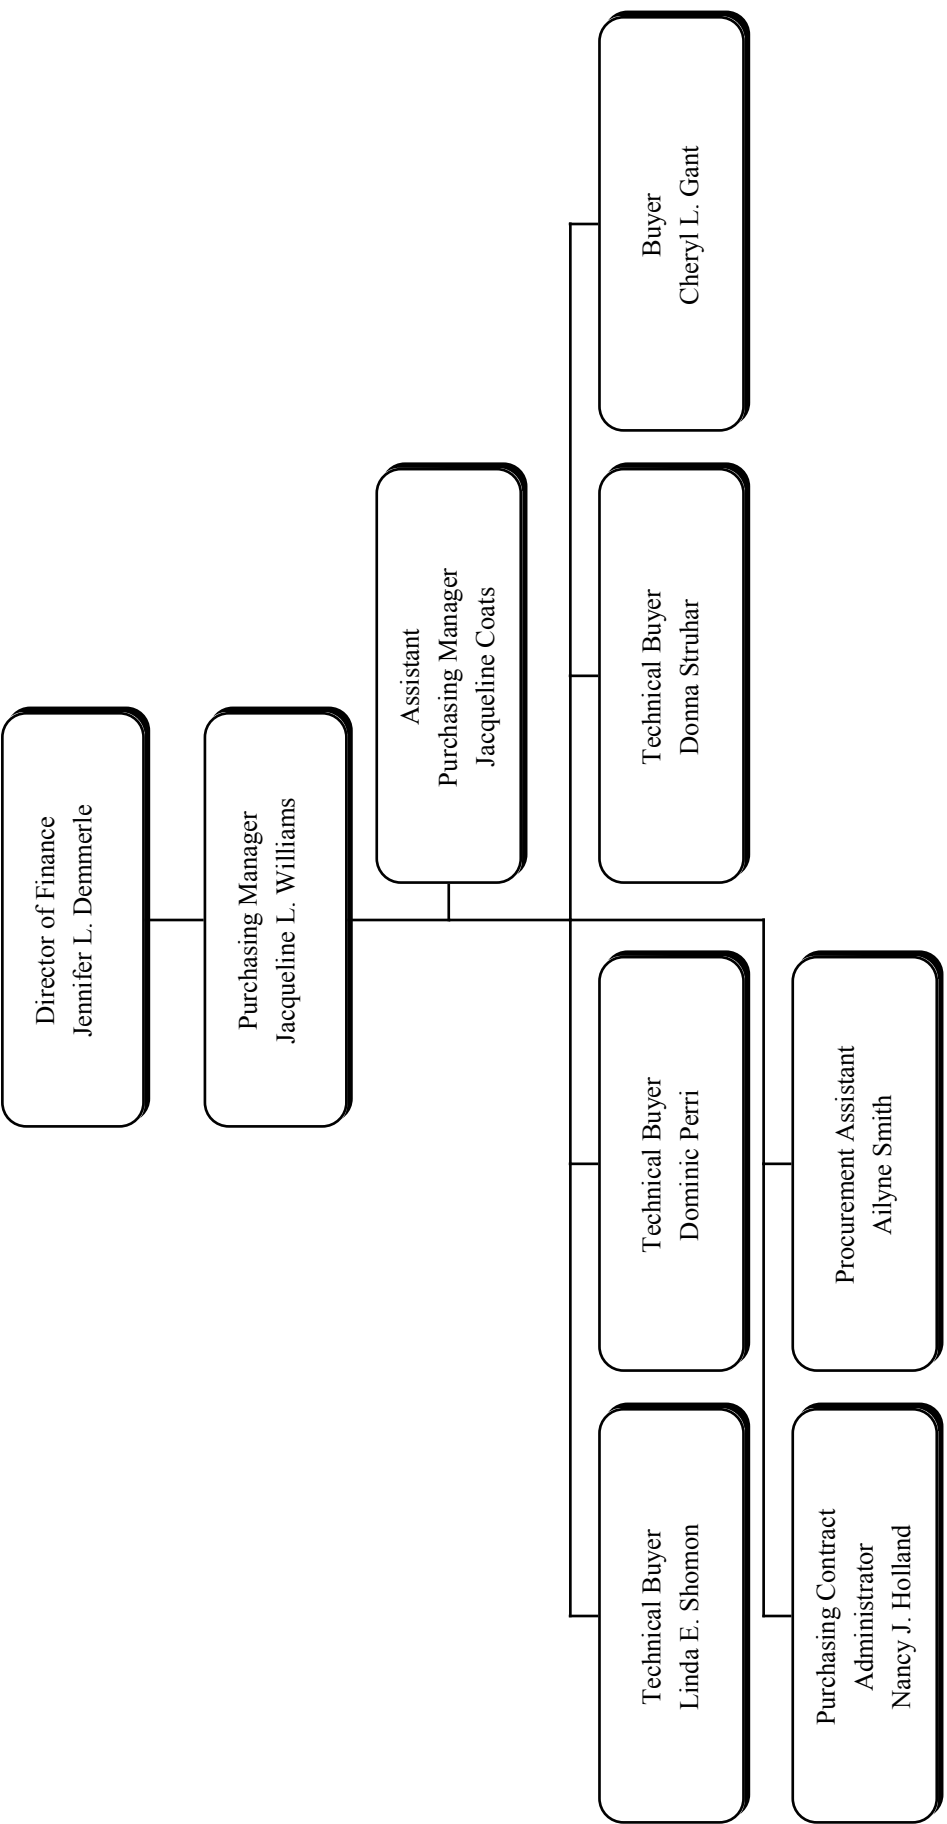 Director of Finance
Jennifer L. Demmerle
Purchasing Manager
Jacqueline L. Williams
Assistant
Purchasing Manager
Jacqueline Coats
Technical Buyer
Linda E. Shomon
Technical Buyer
Dominic Perri
Technical Buyer
Donna Struhar
Buyer
Cheryl L. Gant
Purchasing Contract
Administrator
Nancy J. Holland
Procurement Assistant
Ailyne Smith